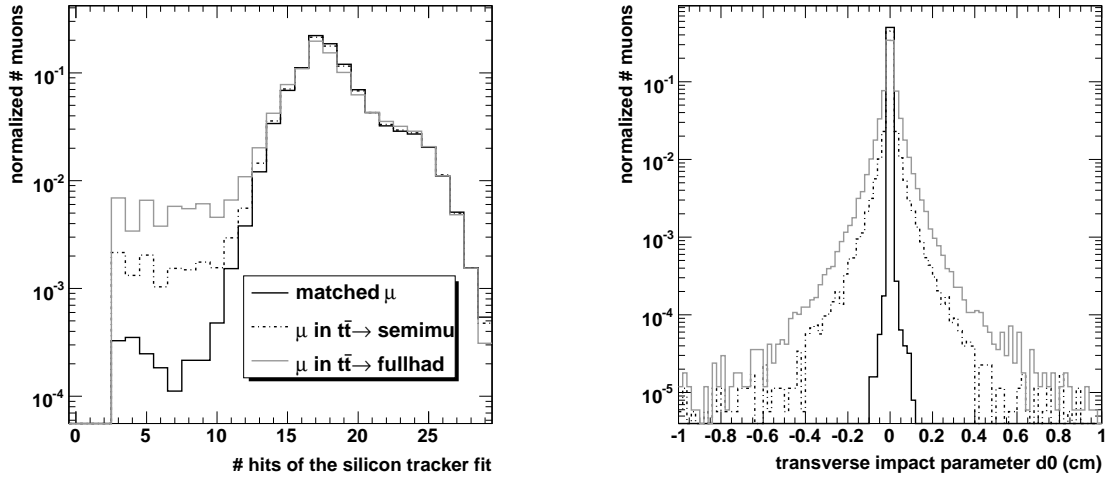 normalized # muons
10⁻¹
10⁻²
10⁻³
10⁻⁴
matched μ
μ in tt̄→ semimu
μ in tt̄→ fullhad
0 5 10 15 20 25
# hits of the silicon tracker fit
normalized # muons
10⁻¹
10⁻²
10⁻³
10⁻⁴
10⁻⁵
-1 -0.8 -0.6 -0.4 -0.2 0 0.2 0.4 0.6 0.8 1
transverse impact parameter d0 (cm)